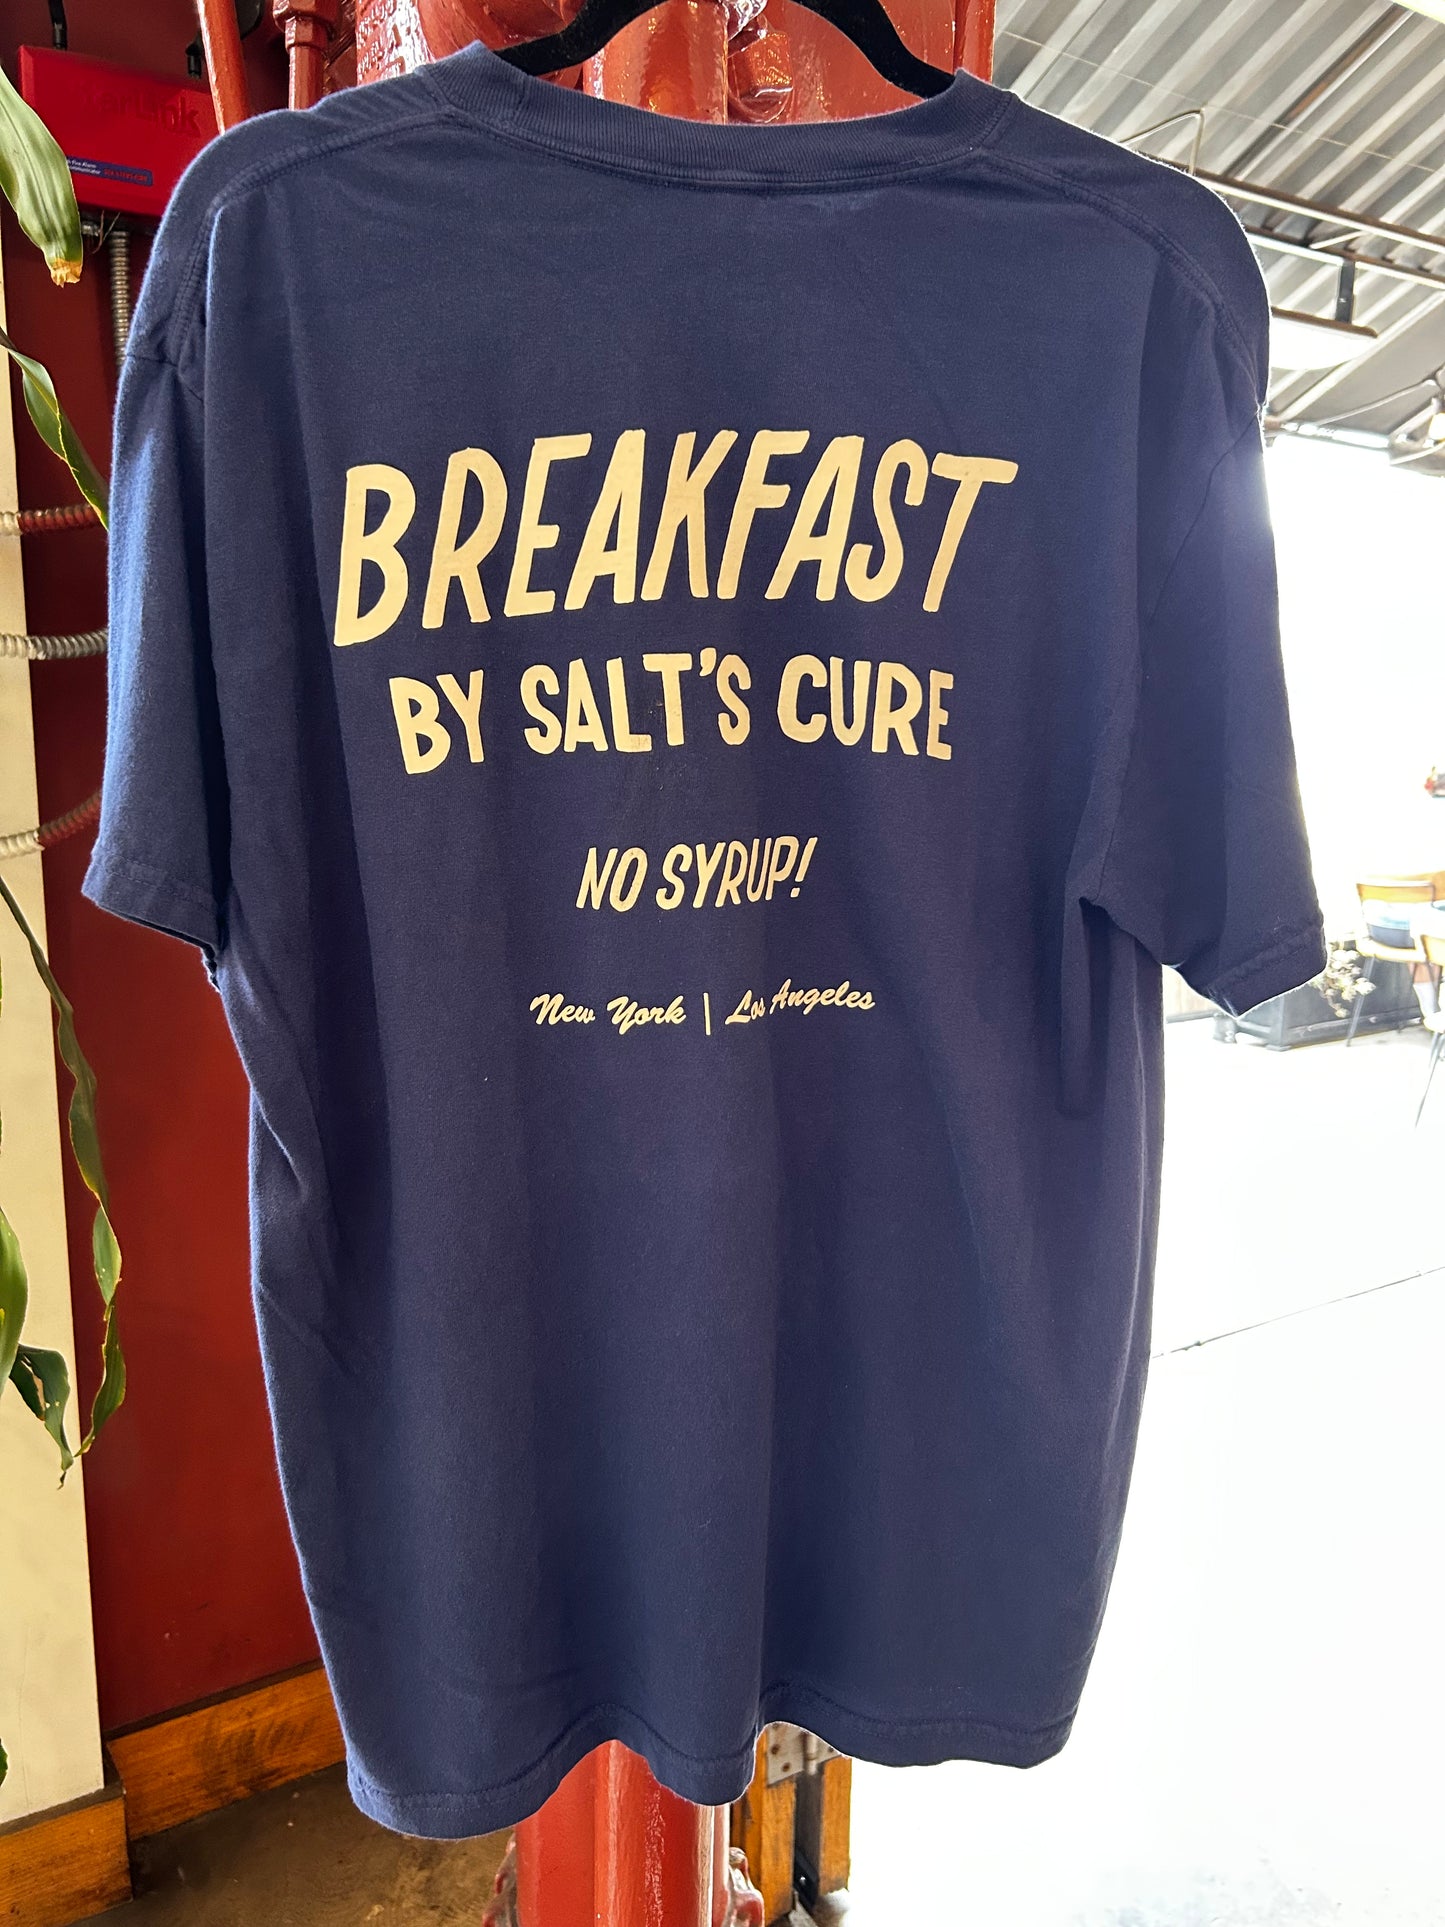 BREAKFAST
BY SALT'S CURE
NO SYRUP!
New York | Los Angeles